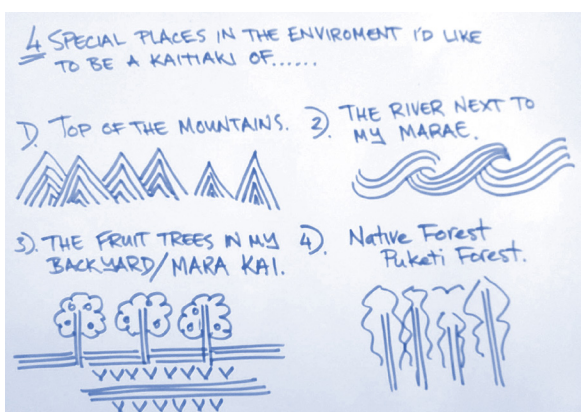 4 SPECIAL PLACES IN THE ENVIROMENT I'D LIKE
TO BE A KAITIAKI OF......
1). TOP OF THE MOUNTAINS.
2). THE RIVER NEXT TO
MY MARAE.
3). THE FRUIT TREES IN MY
BACKYARD/MARA KAI.
4). Native Forest
Puketi Forest.